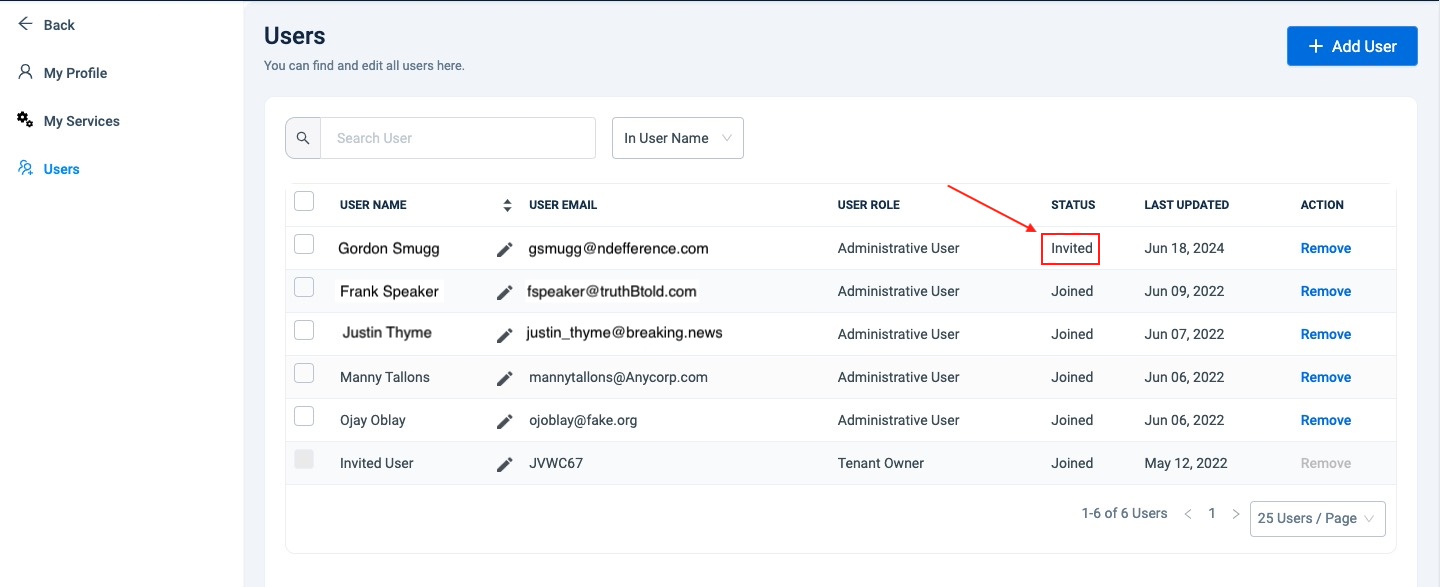 Back
My Profile
My Services
Users
Users
You can find and edit all users here.
+ Add User
Search User
In User Name
USER NAME USER EMAIL USER ROLE STATUS LAST UPDATED ACTION
Gordon Smugg gsmugg@ndefference.com Administrative User Invited Jun 18, 2024 Remove
Frank Speaker fspeaker@truthBtold.com Administrative User Joined Jun 09, 2022 Remove
Justin Thyme justin_thyme@breaking.news Administrative User Joined Jun 07, 2022 Remove
Manny Tallons mannytallons@Anycorp.com Administrative User Joined Jun 06, 2022 Remove
Ojay Oblay ojoblay@fake.org Administrative User Joined Jun 06, 2022 Remove
Invited User JVWC67 Tenant Owner Joined May 12, 2022 Remove
1-6 of 6 Users < 1 > 25 Users / Page